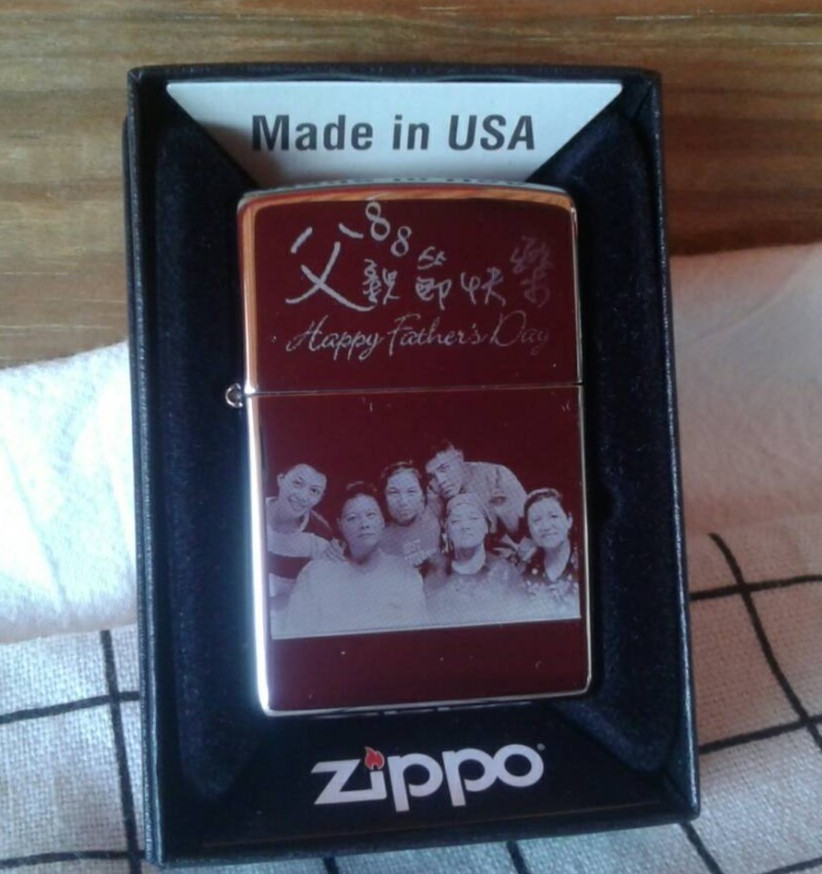 Made in USA
88
父親節快樂
Happy Father's Day
zippo